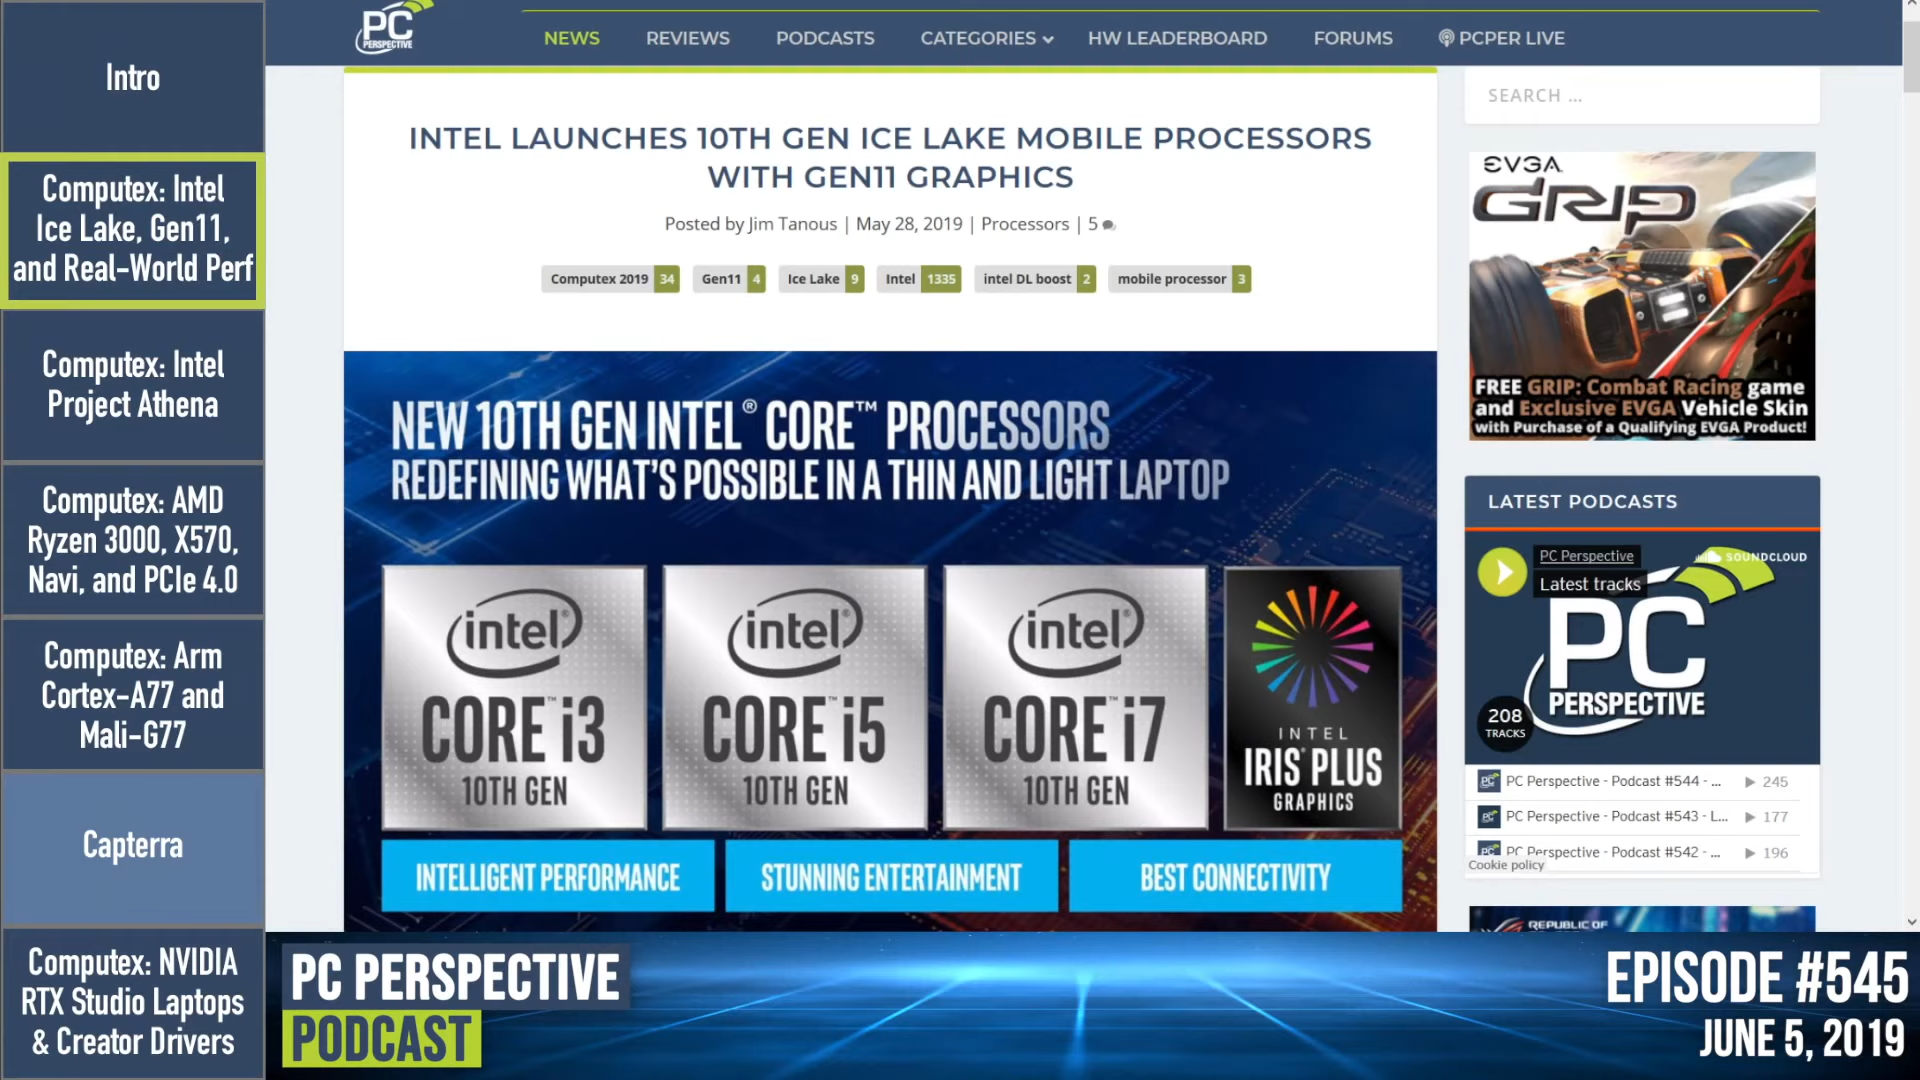 Intro
Computex: Intel
Ice Lake, Gen11,
and Real-World Perf
Computex: Intel
Project Athena
Computex: AMD
Ryzen 3000, X570,
Navi, and PCIe 4.0
Computex: Arm
Cortex-A77 and
Mali-G77
Capterra
Computex: NVIDIA
RTX Studio Laptops
& Creator Drivers
PC
PERSPECTIVE
NEWS
REVIEWS
PODCASTS
CATEGORIES
HW LEADERBOARD
FORUMS
PCPER LIVE
INTEL LAUNCHES 10TH GEN ICE LAKE MOBILE PROCESSORS
WITH GEN11 GRAPHICS
Posted by Jim Tanous | May 28, 2019 | Processors | 5
Computex 2019 34
Gen11 4
Ice Lake 9
Intel 1335
intel DL boost 2
mobile processor 3
NEW 10TH GEN INTEL® CORE™ PROCESSORS
REDEFINING WHAT'S POSSIBLE IN A THIN AND LIGHT LAPTOP
intel®
CORE™ i3
10TH GEN
intel®
CORE™ i5
10TH GEN
intel®
CORE™ i7
10TH GEN
INTEL
IRIS® PLUS
GRAPHICS
INTELLIGENT PERFORMANCE
STUNNING ENTERTAINMENT
BEST CONNECTIVITY
SEARCH ...
EVGA
GRIP
FREE GRIP: Combat Racing game
and Exclusive EVGA Vehicle Skin
with Purchase of a Qualifying EVGA Product!
LATEST PODCASTS
PC Perspective
Latest tracks
SOUNDCLOUD
PC
PERSPECTIVE
208
TRACKS
PC Perspective - Podcast #544 - ... 245
PC Perspective - Podcast #543 - L... 177
PC Perspective - Podcast #542 - ... 196
Cookie policy
REPUBLIC OF
PC PERSPECTIVE
PODCAST
EPISODE #545
JUNE 5, 2019